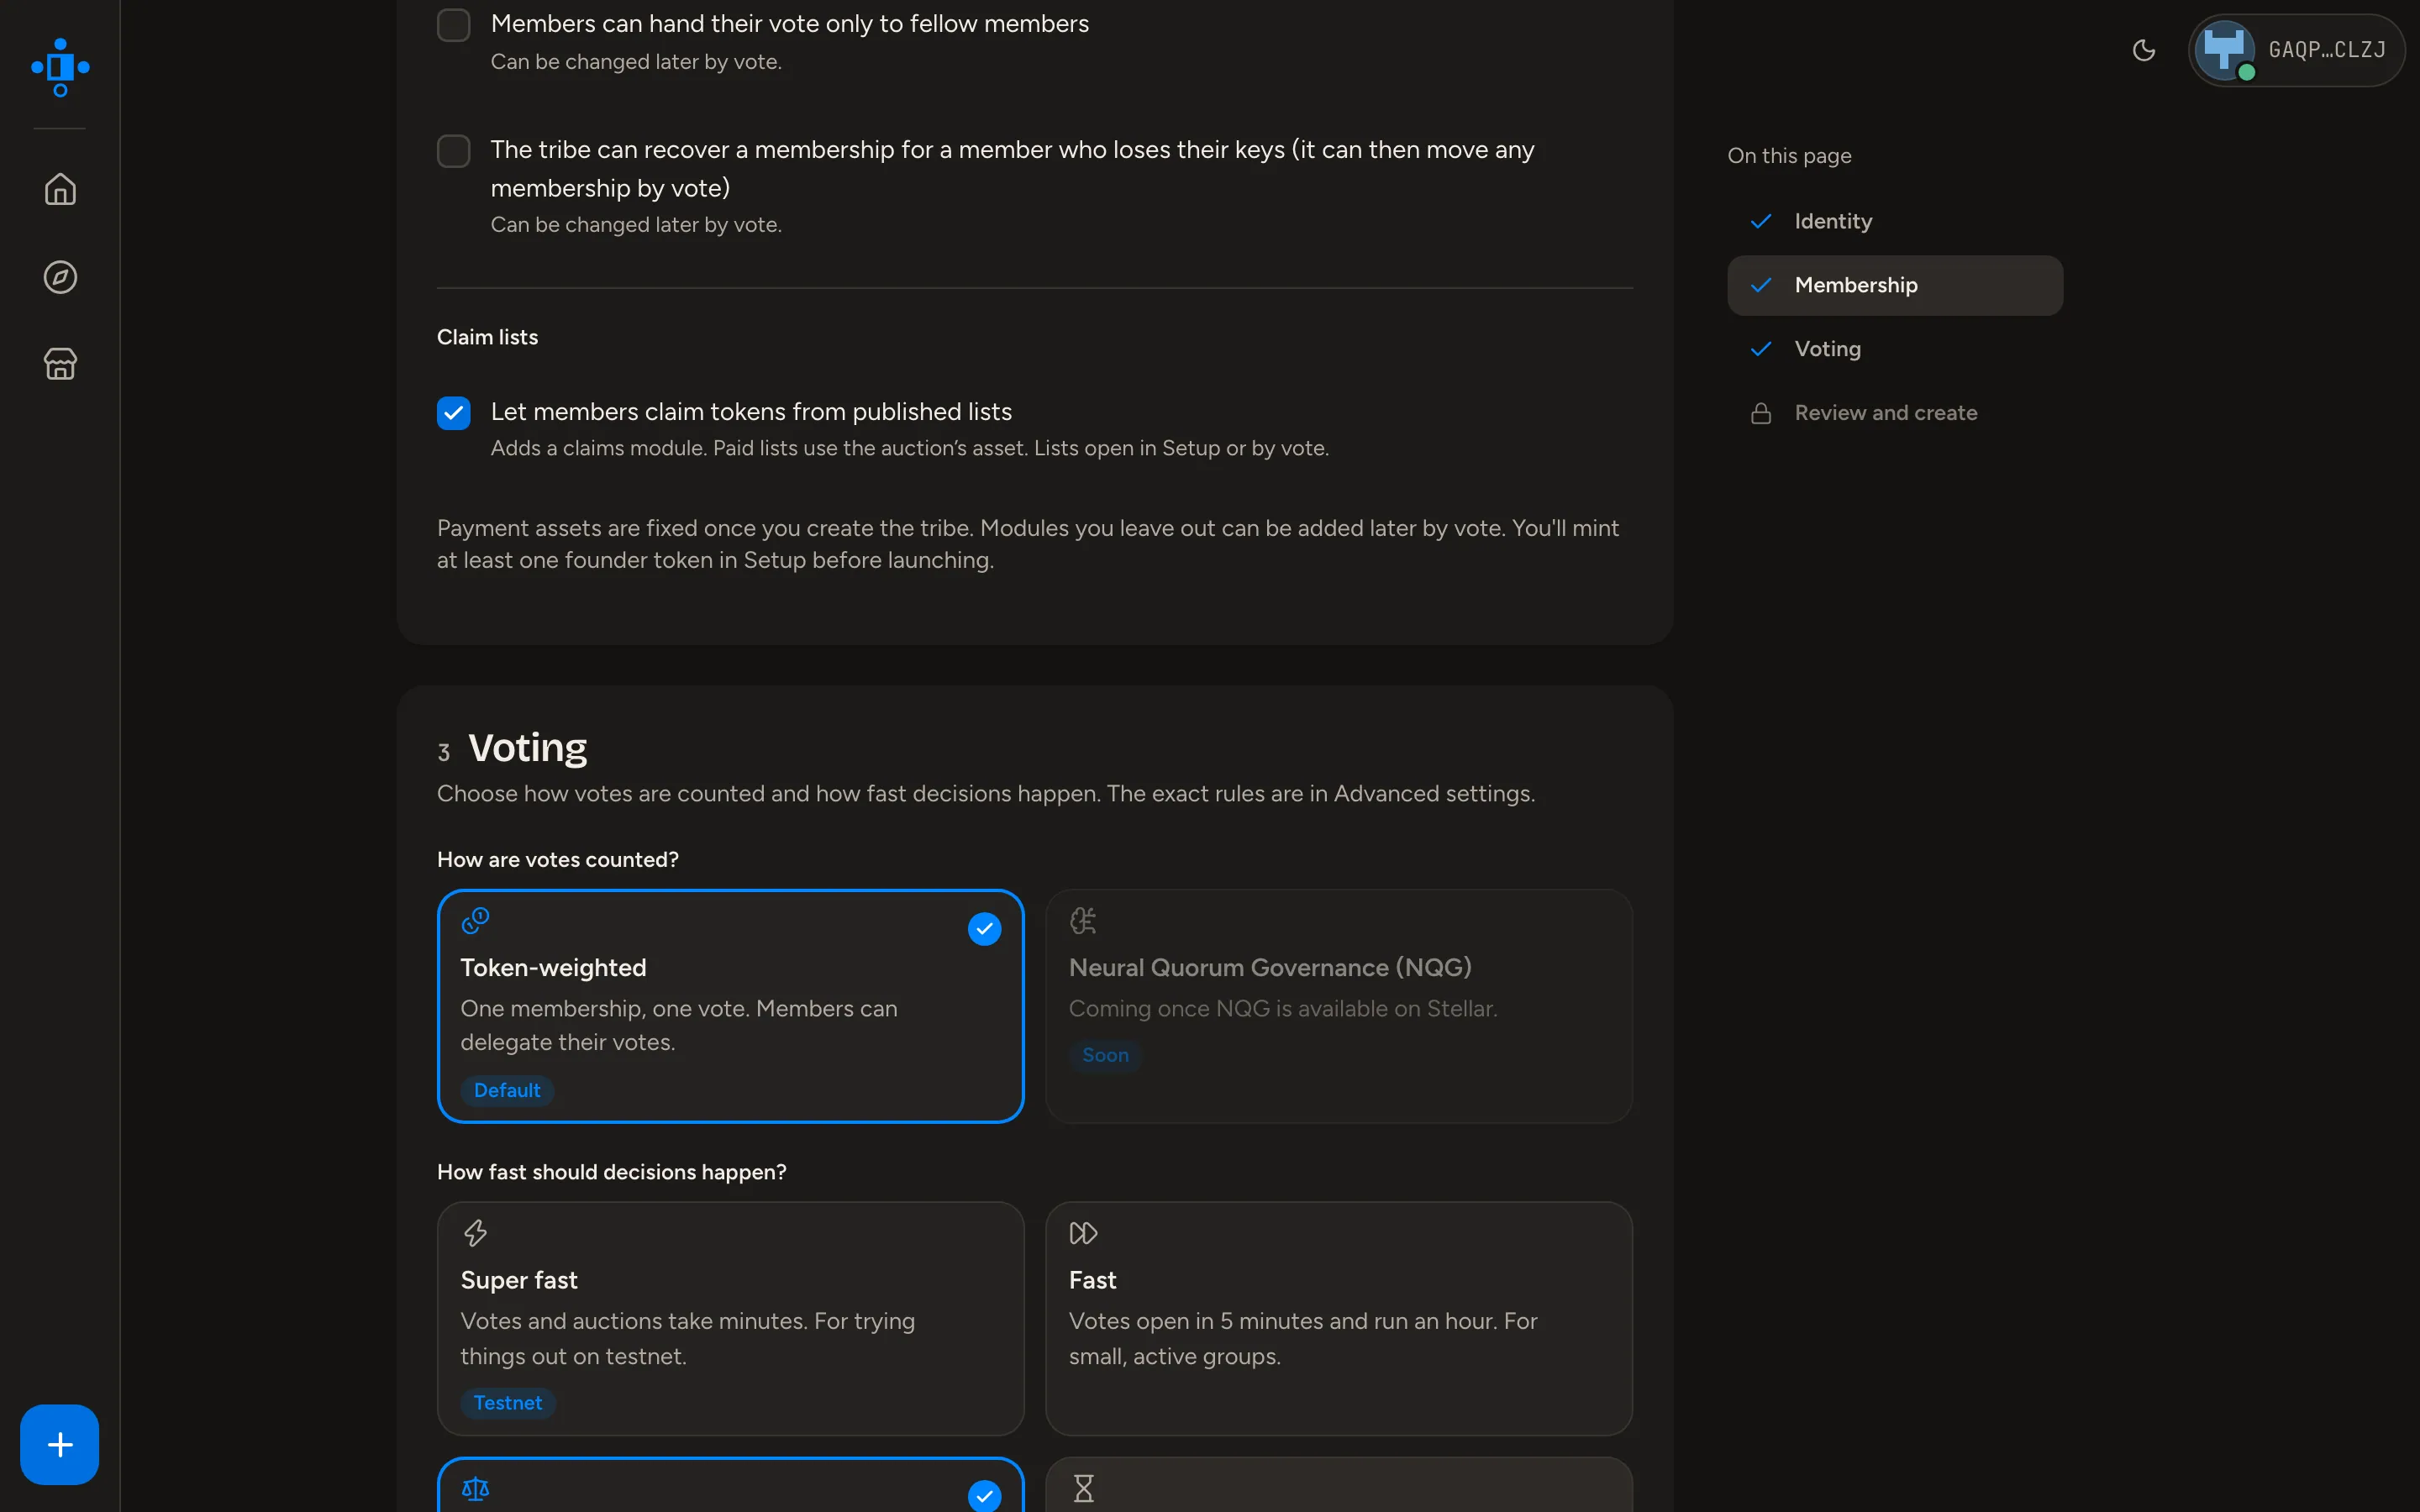 Members can hand their vote only to fellow members
Can be changed later by vote.
The tribe can recover a membership for a member who loses their keys (it can then move any
membership by vote)
Can be changed later by vote.
Claim lists
Let members claim tokens from published lists
Adds a claims module. Paid lists use the auction’s asset. Lists open in Setup or by vote.
Payment assets are fixed once you create the tribe. Modules you leave out can be added later by vote. You'll mint
at least one founder token in Setup before launching.
3 Voting
Choose how votes are counted and how fast decisions happen. The exact rules are in Advanced settings.
How are votes counted?
Token-weighted
One membership, one vote. Members can
delegate their votes.
Default
Neural Quorum Governance (NQG)
Coming once NQG is available on Stellar.
Soon
How fast should decisions happen?
Super fast
Votes and auctions take minutes. For trying
things out on testnet.
Testnet
Fast
Votes open in 5 minutes and run an hour. For
small, active groups.
GAQP…CLZJ
On this page
Identity
Membership
Voting
Review and create